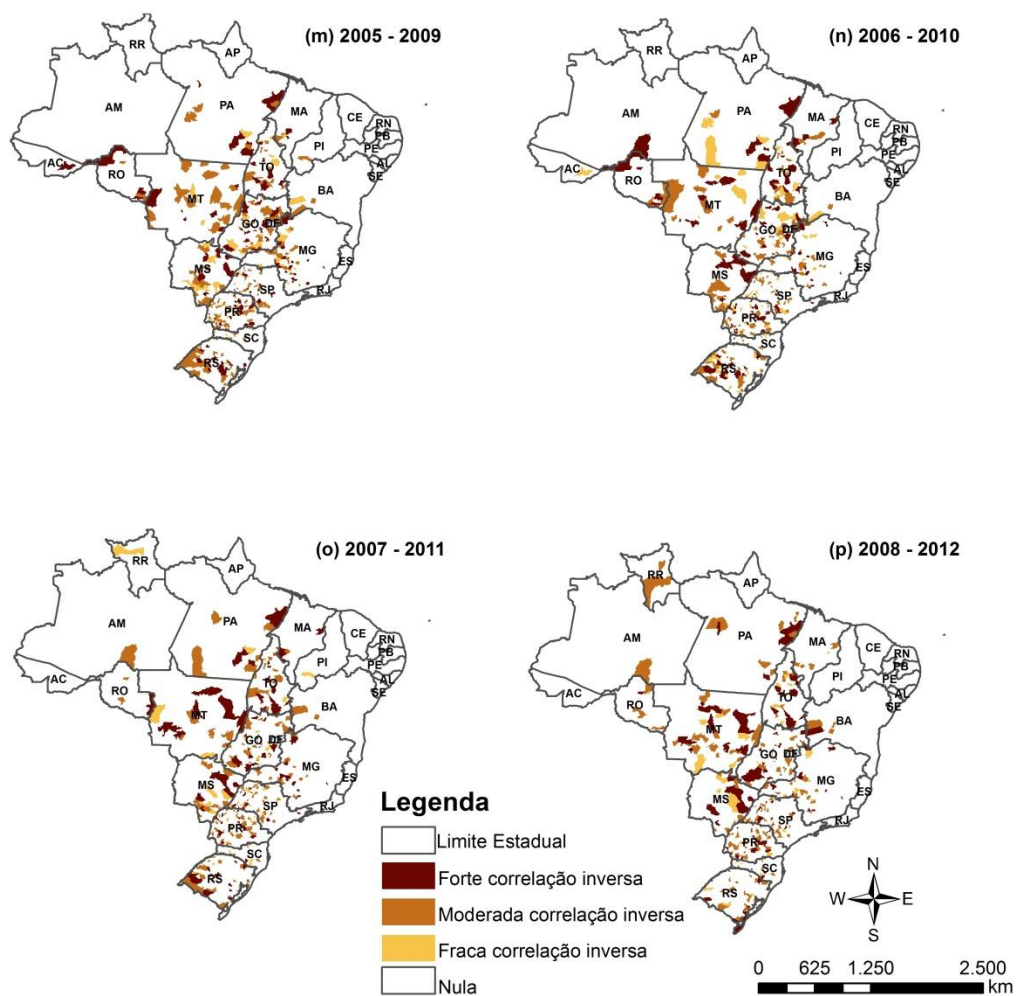 (m) 2005 - 2009
RR
AP
AM
PA
MA
CE
RN
PB
PE
AL
SE
PI
AC
RO
TO
BA
MT
GO
DF
MG
ES
MS
SP
RJ
PR
SC
RS
(n) 2006 - 2010
RR
AP
AM
PA
MA
CE
RN
PB
PE
AL
SE
PI
AC
RO
TO
BA
MT
GO
DF
MG
ES
MS
SP
RJ
PR
SC
RS
(o) 2007 - 2011
RR
AP
AM
PA
MA
CE
RN
PB
PE
AL
SE
PI
AC
RO
TO
BA
MT
GO
DF
MG
ES
MS
SP
RJ
PR
SC
RS
(p) 2008 - 2012
RR
AP
AM
PA
MA
CE
RN
PB
PE
AL
SE
PI
AC
RO
TO
BA
MT
GO
DF
MG
ES
MS
SP
RJ
PR
SC
RS
Legenda
Limite Estadual
Forte correlação inversa
Moderada correlação inversa
Fraca correlação inversa
Nula
N
W E
S
0 625 1.250 2.500
km